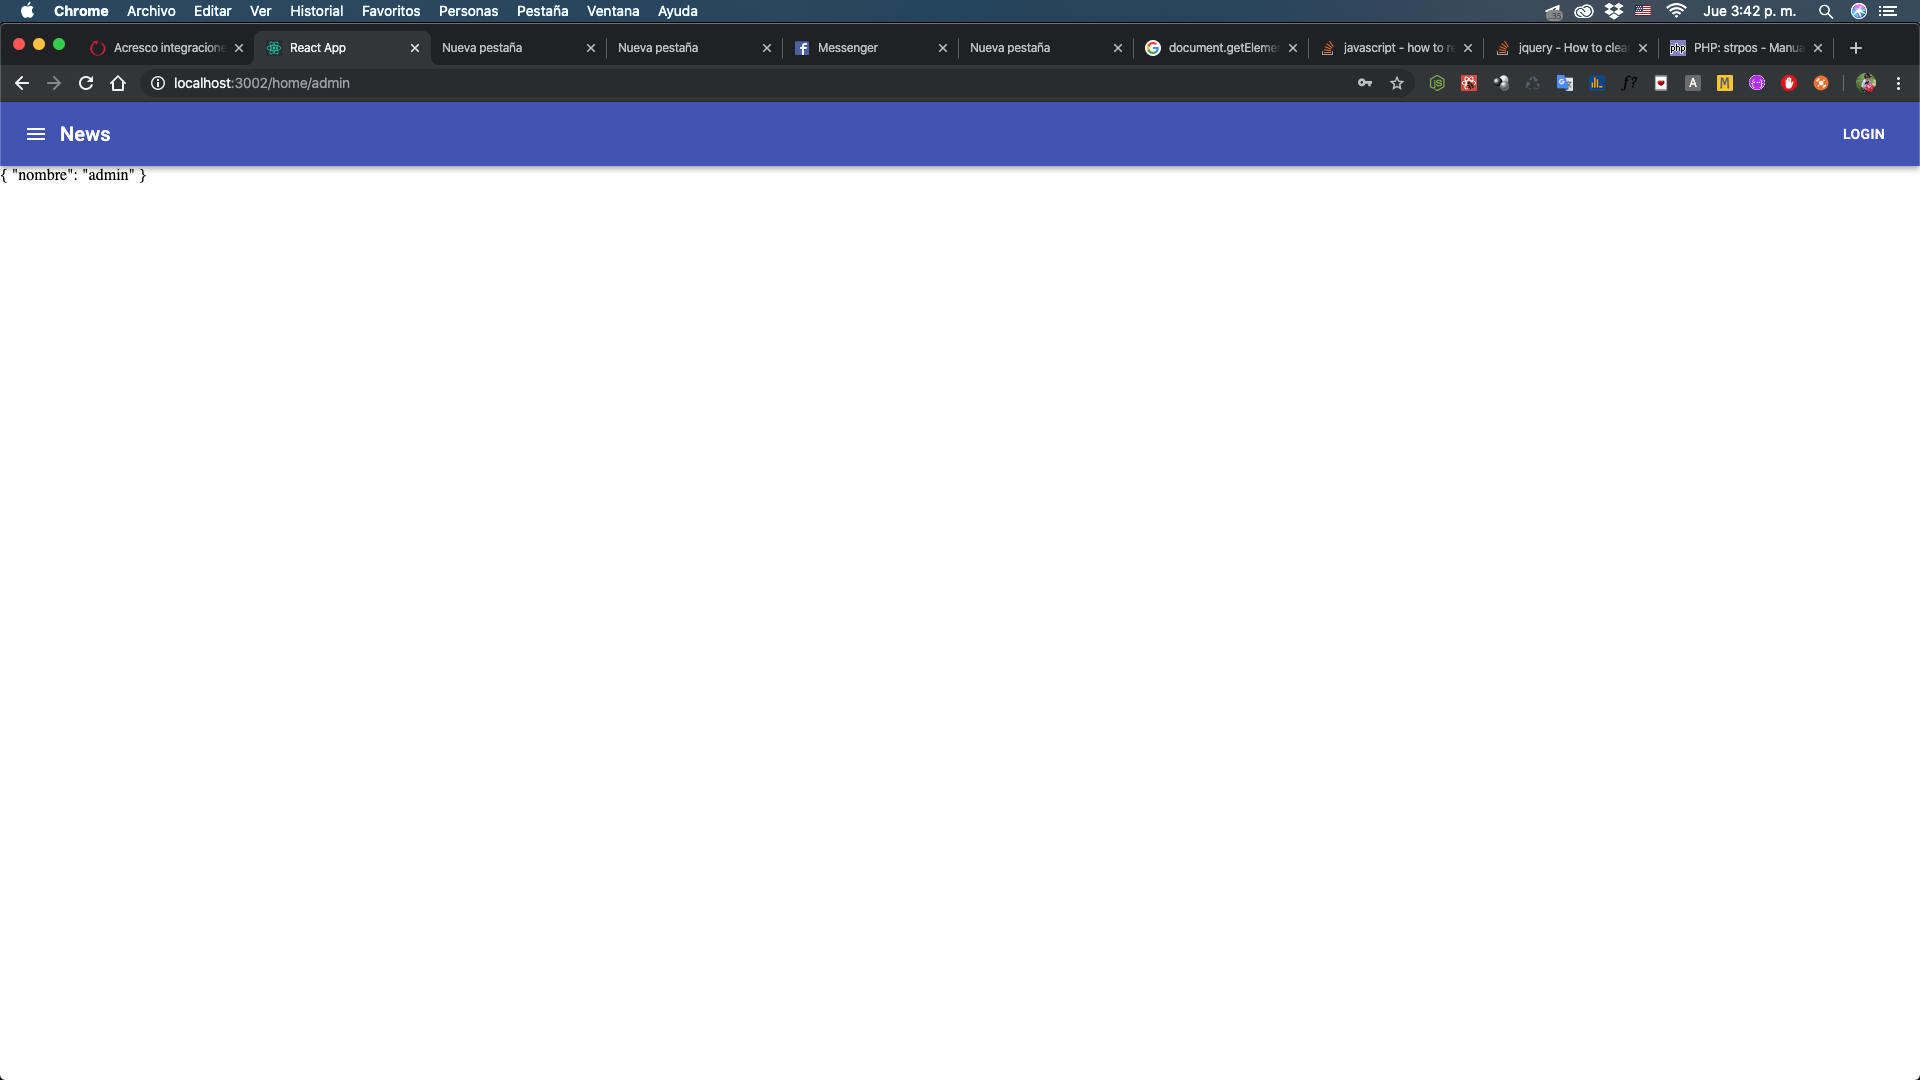 Chrome Archivo Editar Ver Historial Favoritos Personas Pestaña Ventana Ayuda Jue 3:42 p. m.
Acresco integracione React App Nueva pestaña Nueva pestaña Messenger Nueva pestaña document.getEleme javascript - how to r jquery - How to clea PHP: strpos - Manua
localhost:3002/home/admin
News LOGIN
{ "nombre": "admin" }